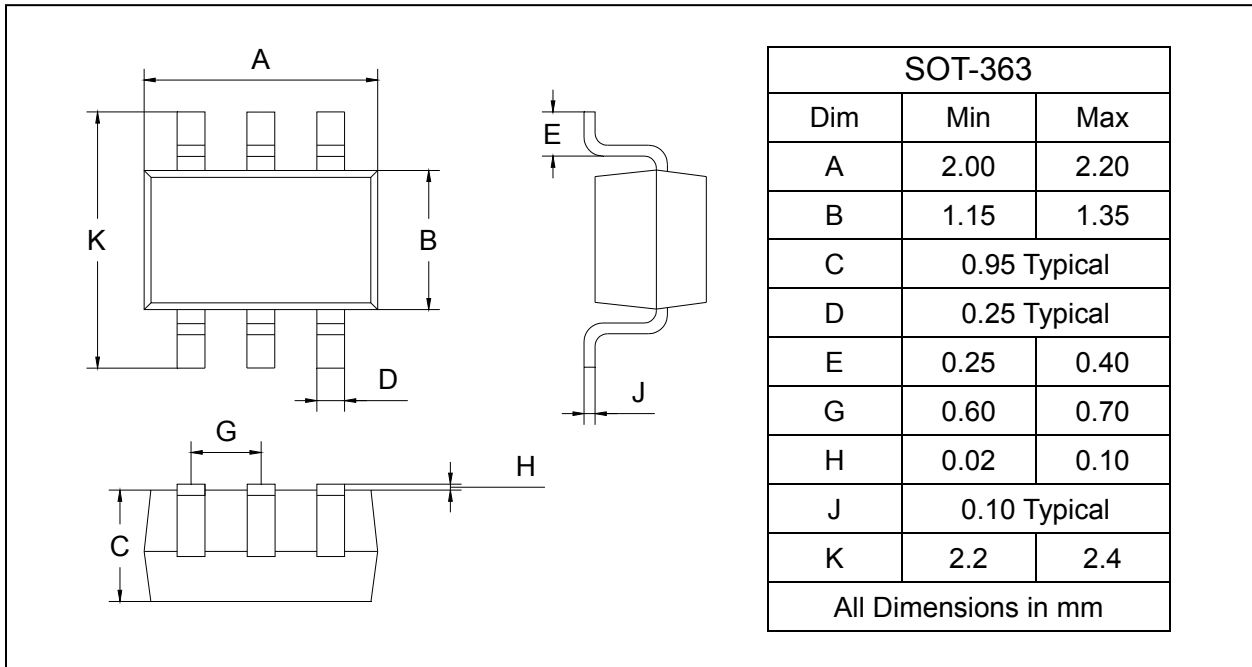 A
E
K
B
D
J
G
H
C
SOT-363
Dim Min Max
A 2.00 2.20
B 1.15 1.35
C 0.95 Typical
D 0.25 Typical
E 0.25 0.40
G 0.60 0.70
H 0.02 0.10
J 0.10 Typical
K 2.2 2.4
All Dimensions in mm